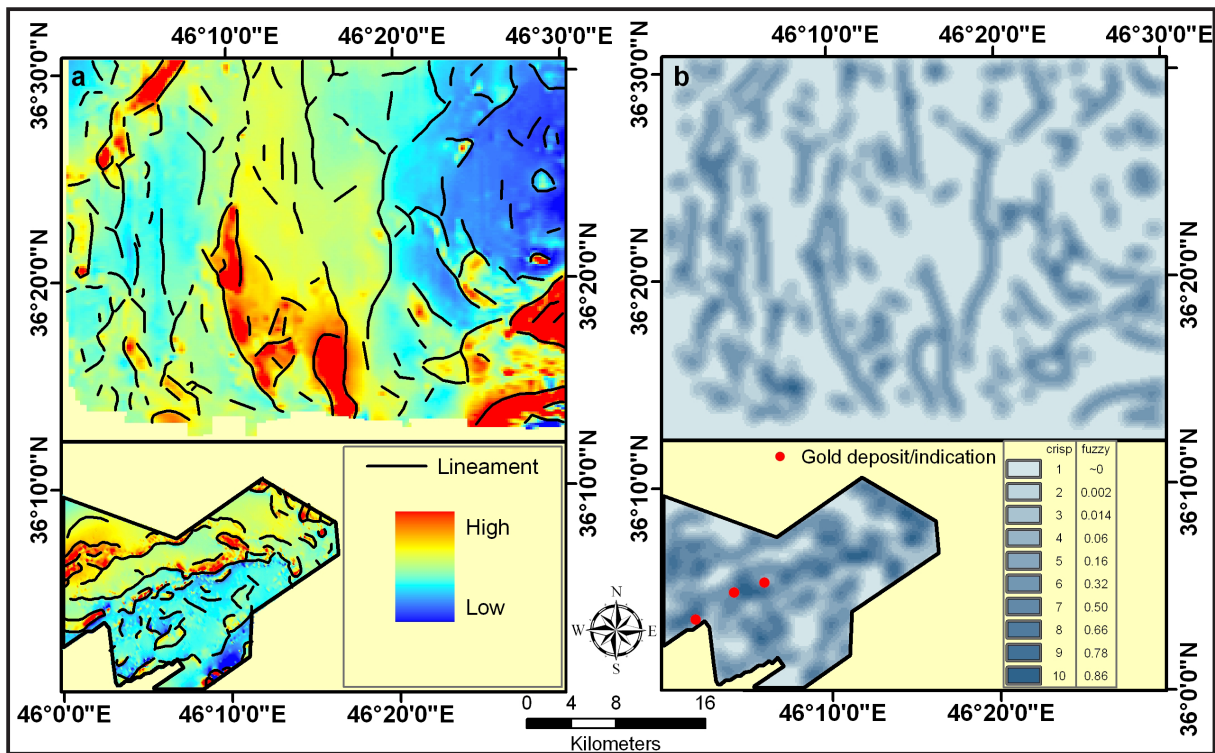 46°10'0"E 46°20'0"E 46°30'0"E
46°10'0"E 46°20'0"E 46°30'0"E
a
b
36°30'0"N
36°20'0"N
36°10'0"N
36°20'0"N
36°10'0"N
36°30'0"N
36°20'0"N
36°10'0"N
36°20'0"N
36°10'0"N
36°0'0"N
Lineament
High
Low
Gold deposit/indication
crisp fuzzy
1 ~0
2 0.002
3 0.014
4 0.06
5 0.16
6 0.32
7 0.50
8 0.66
9 0.78
10 0.86
N
W E
S
46°0'0"E 46°10'0"E 46°20'0"E
46°10'0"E 46°20'0"E
0 4 8 16
Kilometers